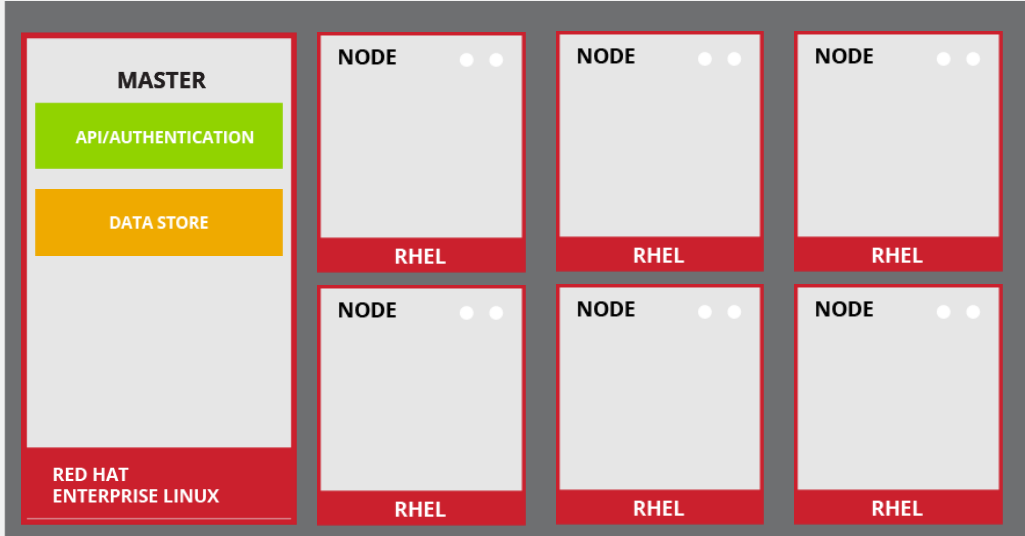 MASTER
API/AUTHENTICATION
DATA STORE
RED HAT
ENTERPRISE LINUX
NODE
RHEL
NODE
RHEL
NODE
RHEL
NODE
RHEL
NODE
RHEL
NODE
RHEL